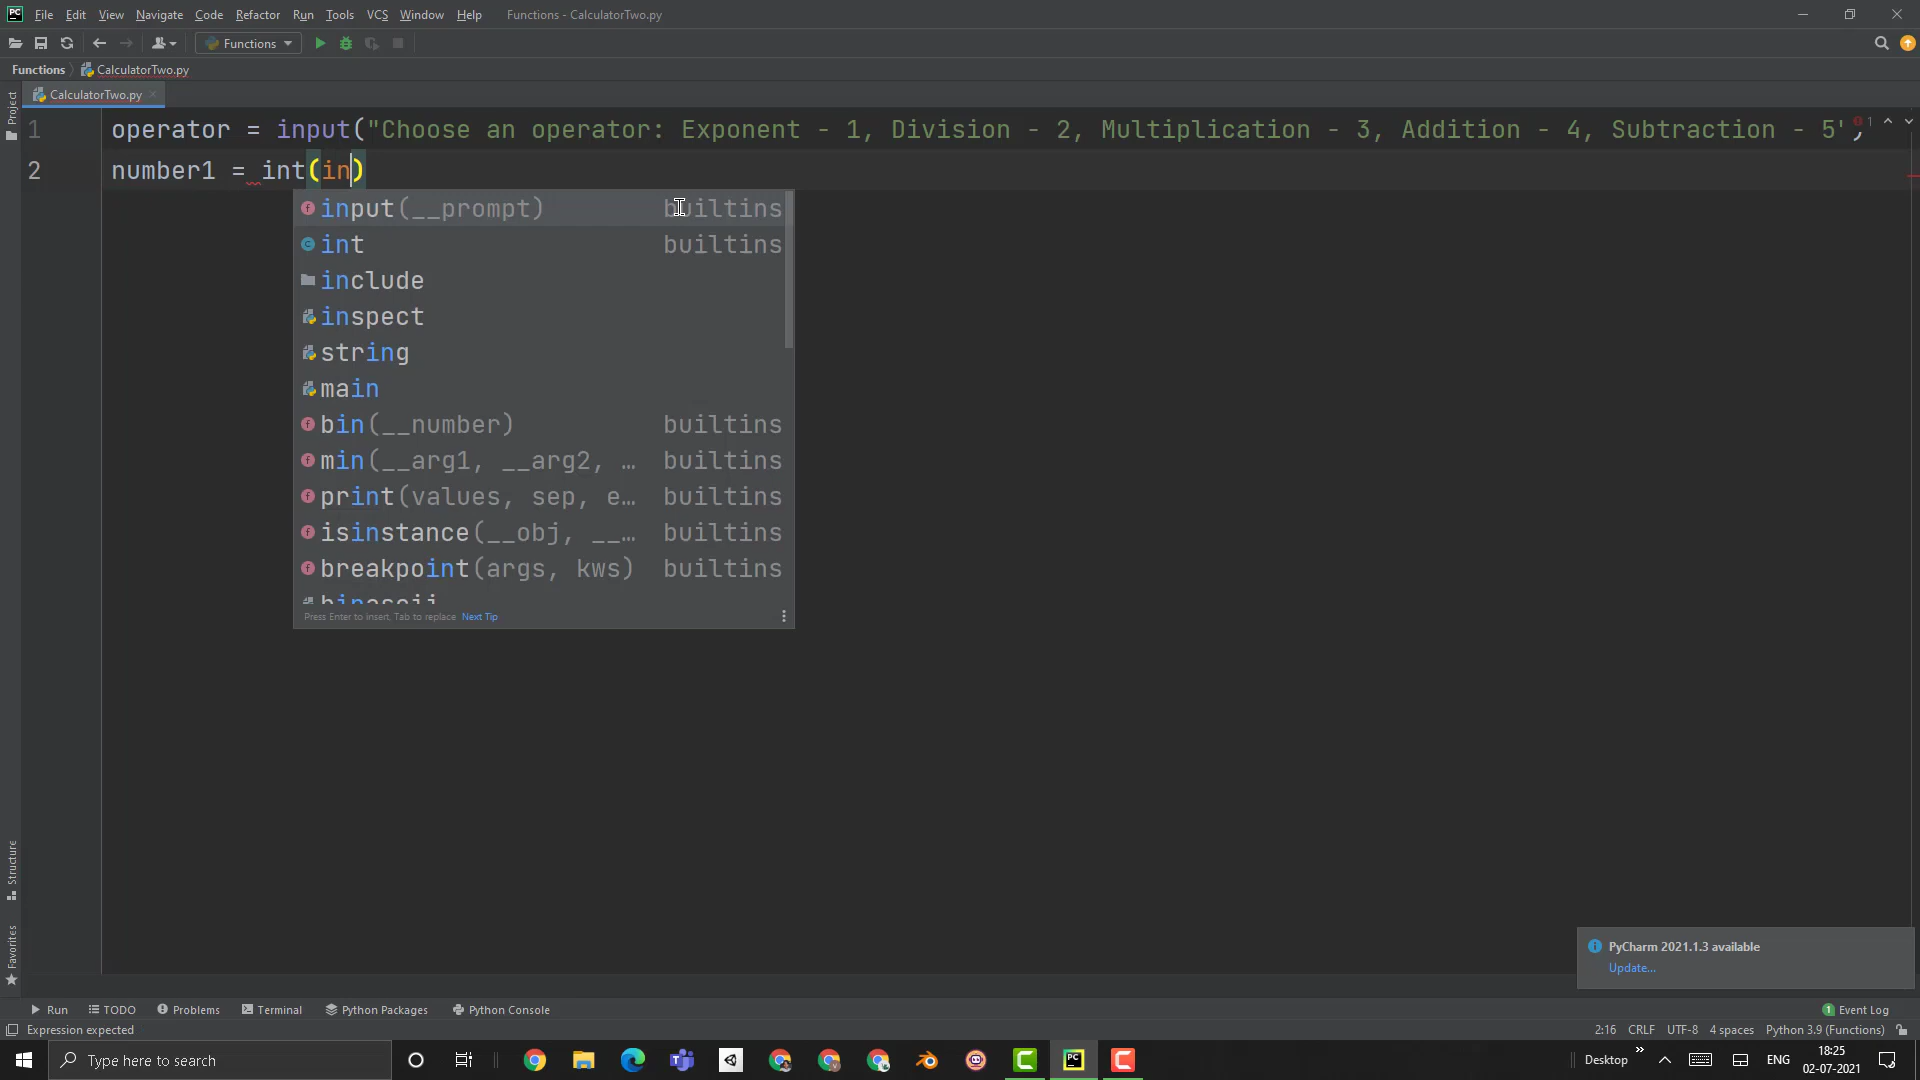 File Edit View Navigate Code Refactor Run Tools VCS Window Help Functions - CalculatorTwo.py
Functions
Functions CalculatorTwo.py
CalculatorTwo.py
Project
1 operator = input("Choose an operator: Exponent - 1, Division - 2, Multiplication - 3, Addition - 4, Subtraction - 5"
1
2 number1 = int(in)
input(__prompt) builtins
int builtins
include
inspect
string
main
bin(__number) builtins
min(__arg1, __arg2, … builtins
print(values, sep, e… builtins
isinstance(__obj, __… builtins
breakpoint(args, kws) builtins
binascii
Press Enter to insert, Tab to replace Next Tip
Structure
Favorites
PyCharm 2021.1.3 available
Update...
Run TODO Problems Terminal Python Packages Python Console 1 Event Log
Expression expected 2:16 CRLF UTF-8 4 spaces Python 3.9 (Functions)
Type here to search Desktop ENG 18:25
02-07-2021